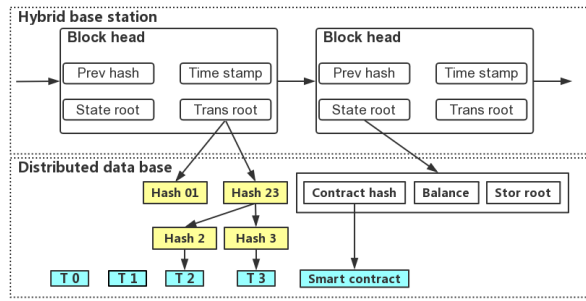 Hybrid base station
Block head
Block head
Prev hash
Time stamp
Prev hash
Time stamp
State root
Trans root
State root
Trans root
Distributed data base
Hash 01
Hash 23
Contract hash
Balance
Stor root
Hash 2
Hash 3
T 0
T 1
T 2
T 3
Smart contract